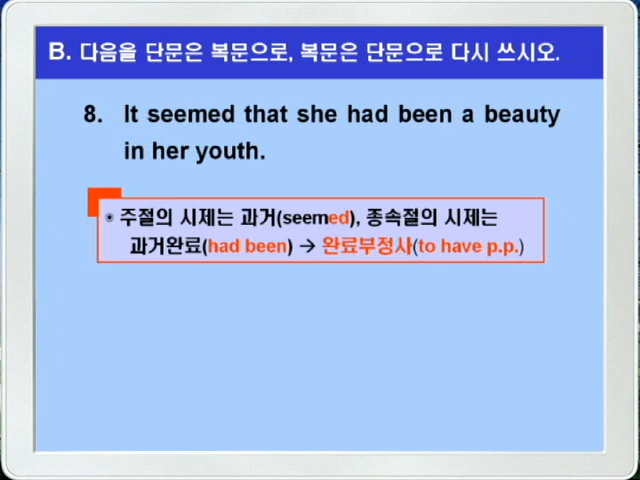 B. 다음을 단문은 복문으로, 복문은 단문으로 다시 쓰시오.
8. It seemed that she had been a beauty
in her youth.
◉ 주절의 시제는 과거(seemed), 종속절의 시제는
과거완료(had been) → 완료부정사(to have p.p.)